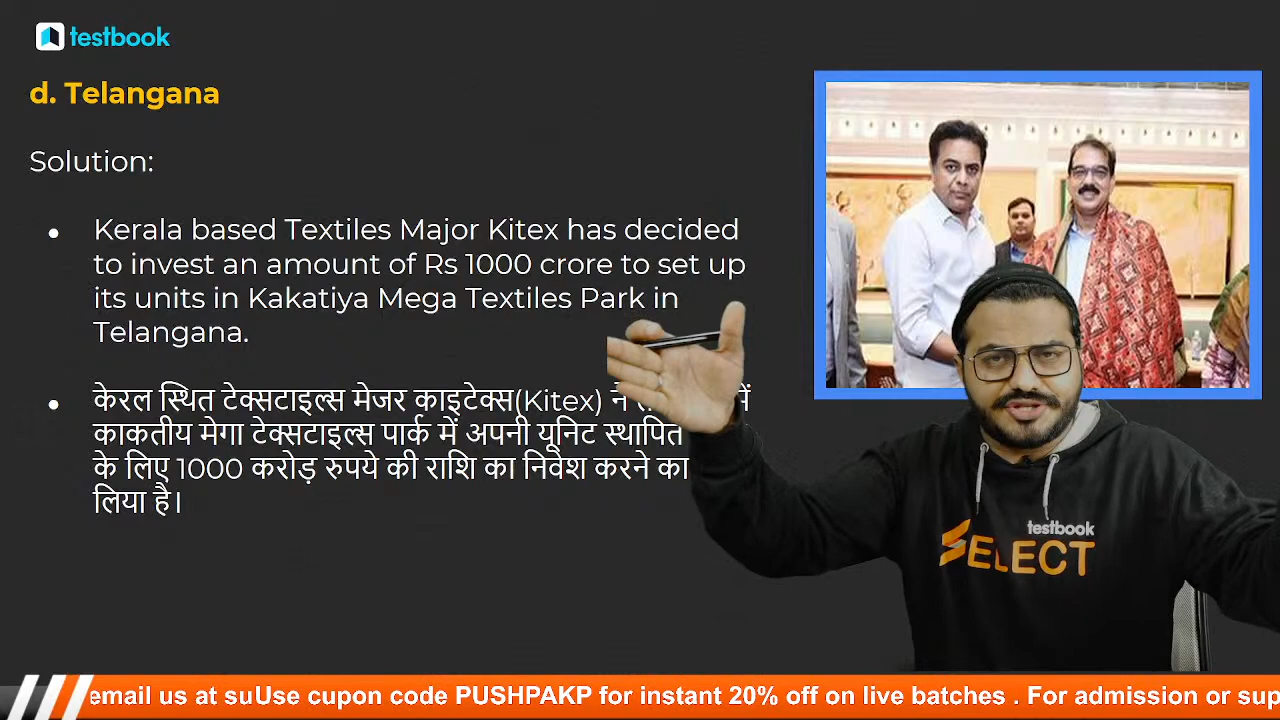 testbook
d. Telangana
Solution:
Kerala based Textiles Major Kitex has decided
to invest an amount of Rs 1000 crore to set up
its units in Kakatiya Mega Textiles Park in
Telangana.
केरल स्थित टेक्सटाइल्स मेजर काइटेक्स(Kitex) ने में
काकतीय मेगा टेक्सटाइल्स पार्क में अपनी यूनिट स्थापित
के लिए 1000 करोड़ रुपये की राशि का निवेश करने का
लिया है।
testbook
SELECT
email us at suUse cupon code PUSHPAKP for instant 20% off on live batches . For admission or sup